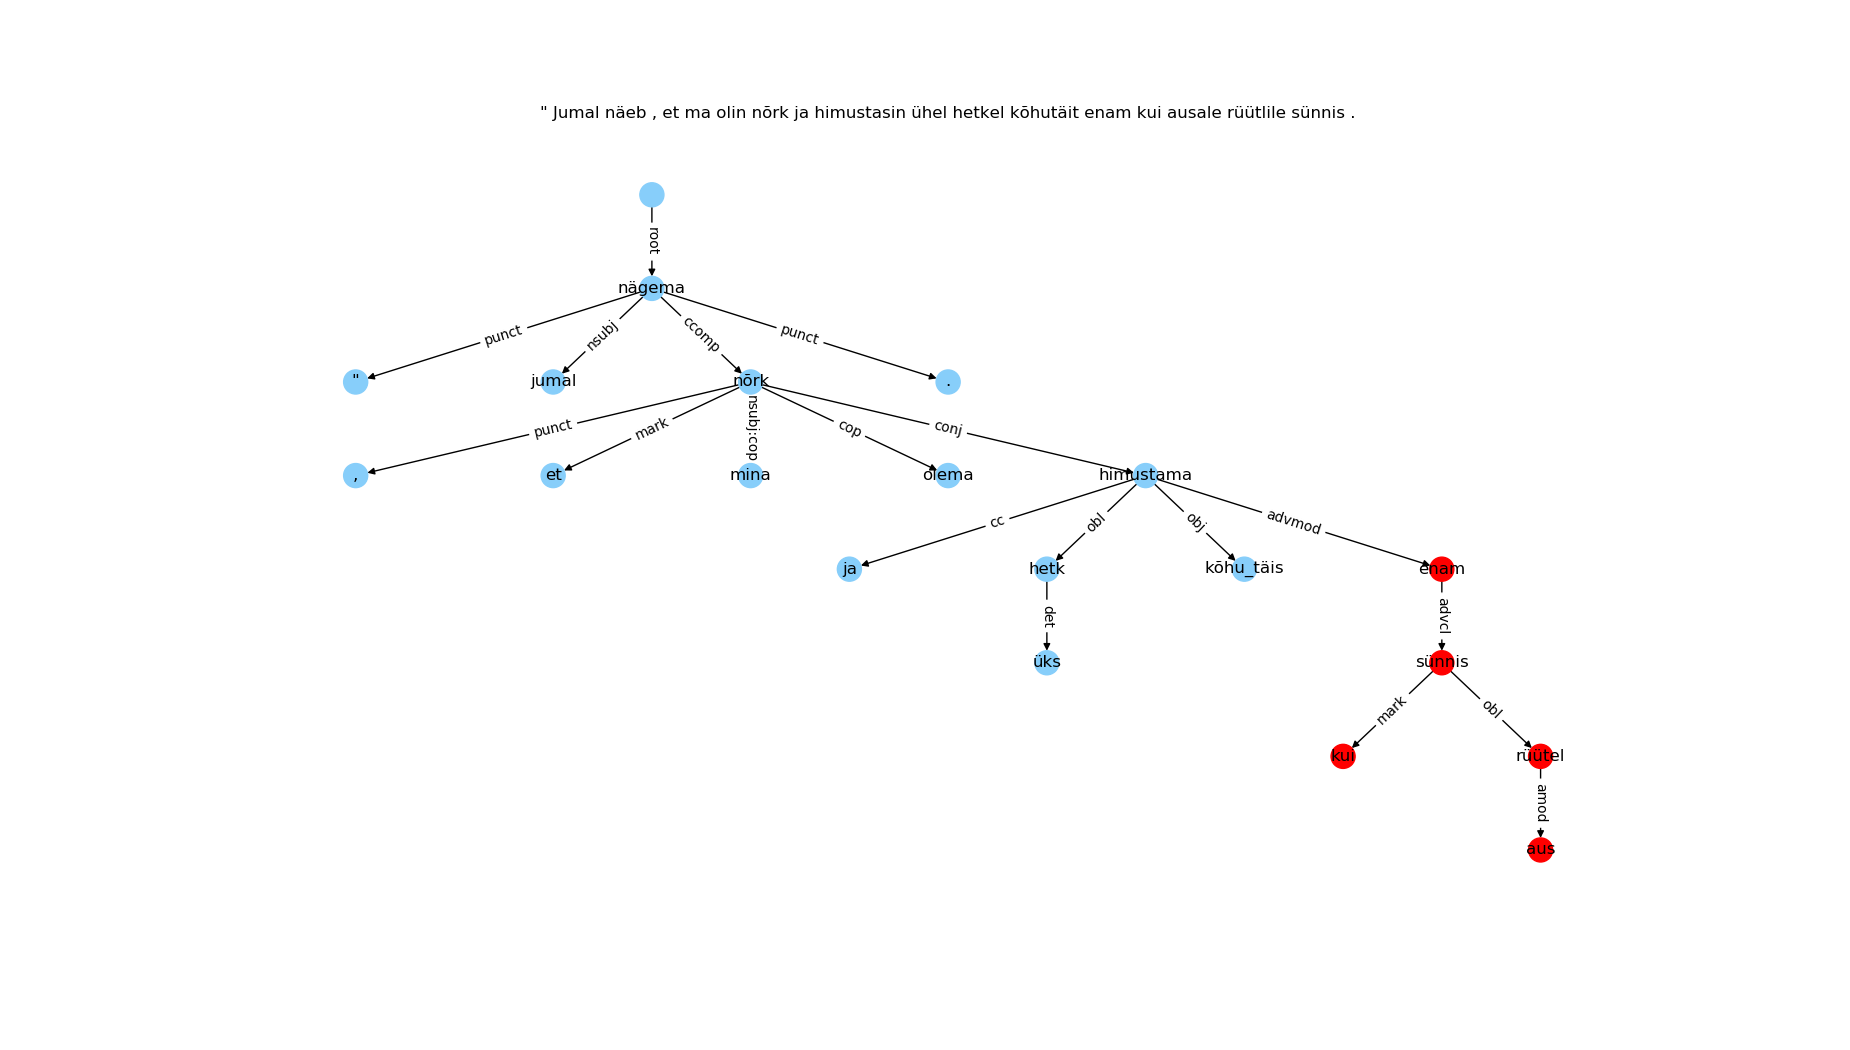 " Jumal näeb , et ma olin nõrk ja himustasin ühel hetkel kõhutäit enam kui ausale rüütlile sünnis .
root
nägema
punct nsubj ccomp punct
" jumal nõrk .
punct mark nsubj:cop cop conj
, et mina olema himustama
cc obl obj advmod
ja hetk kõhu_täis enam
det advcl
üks sünnis
mark obl
kui rüütel
amod
aus